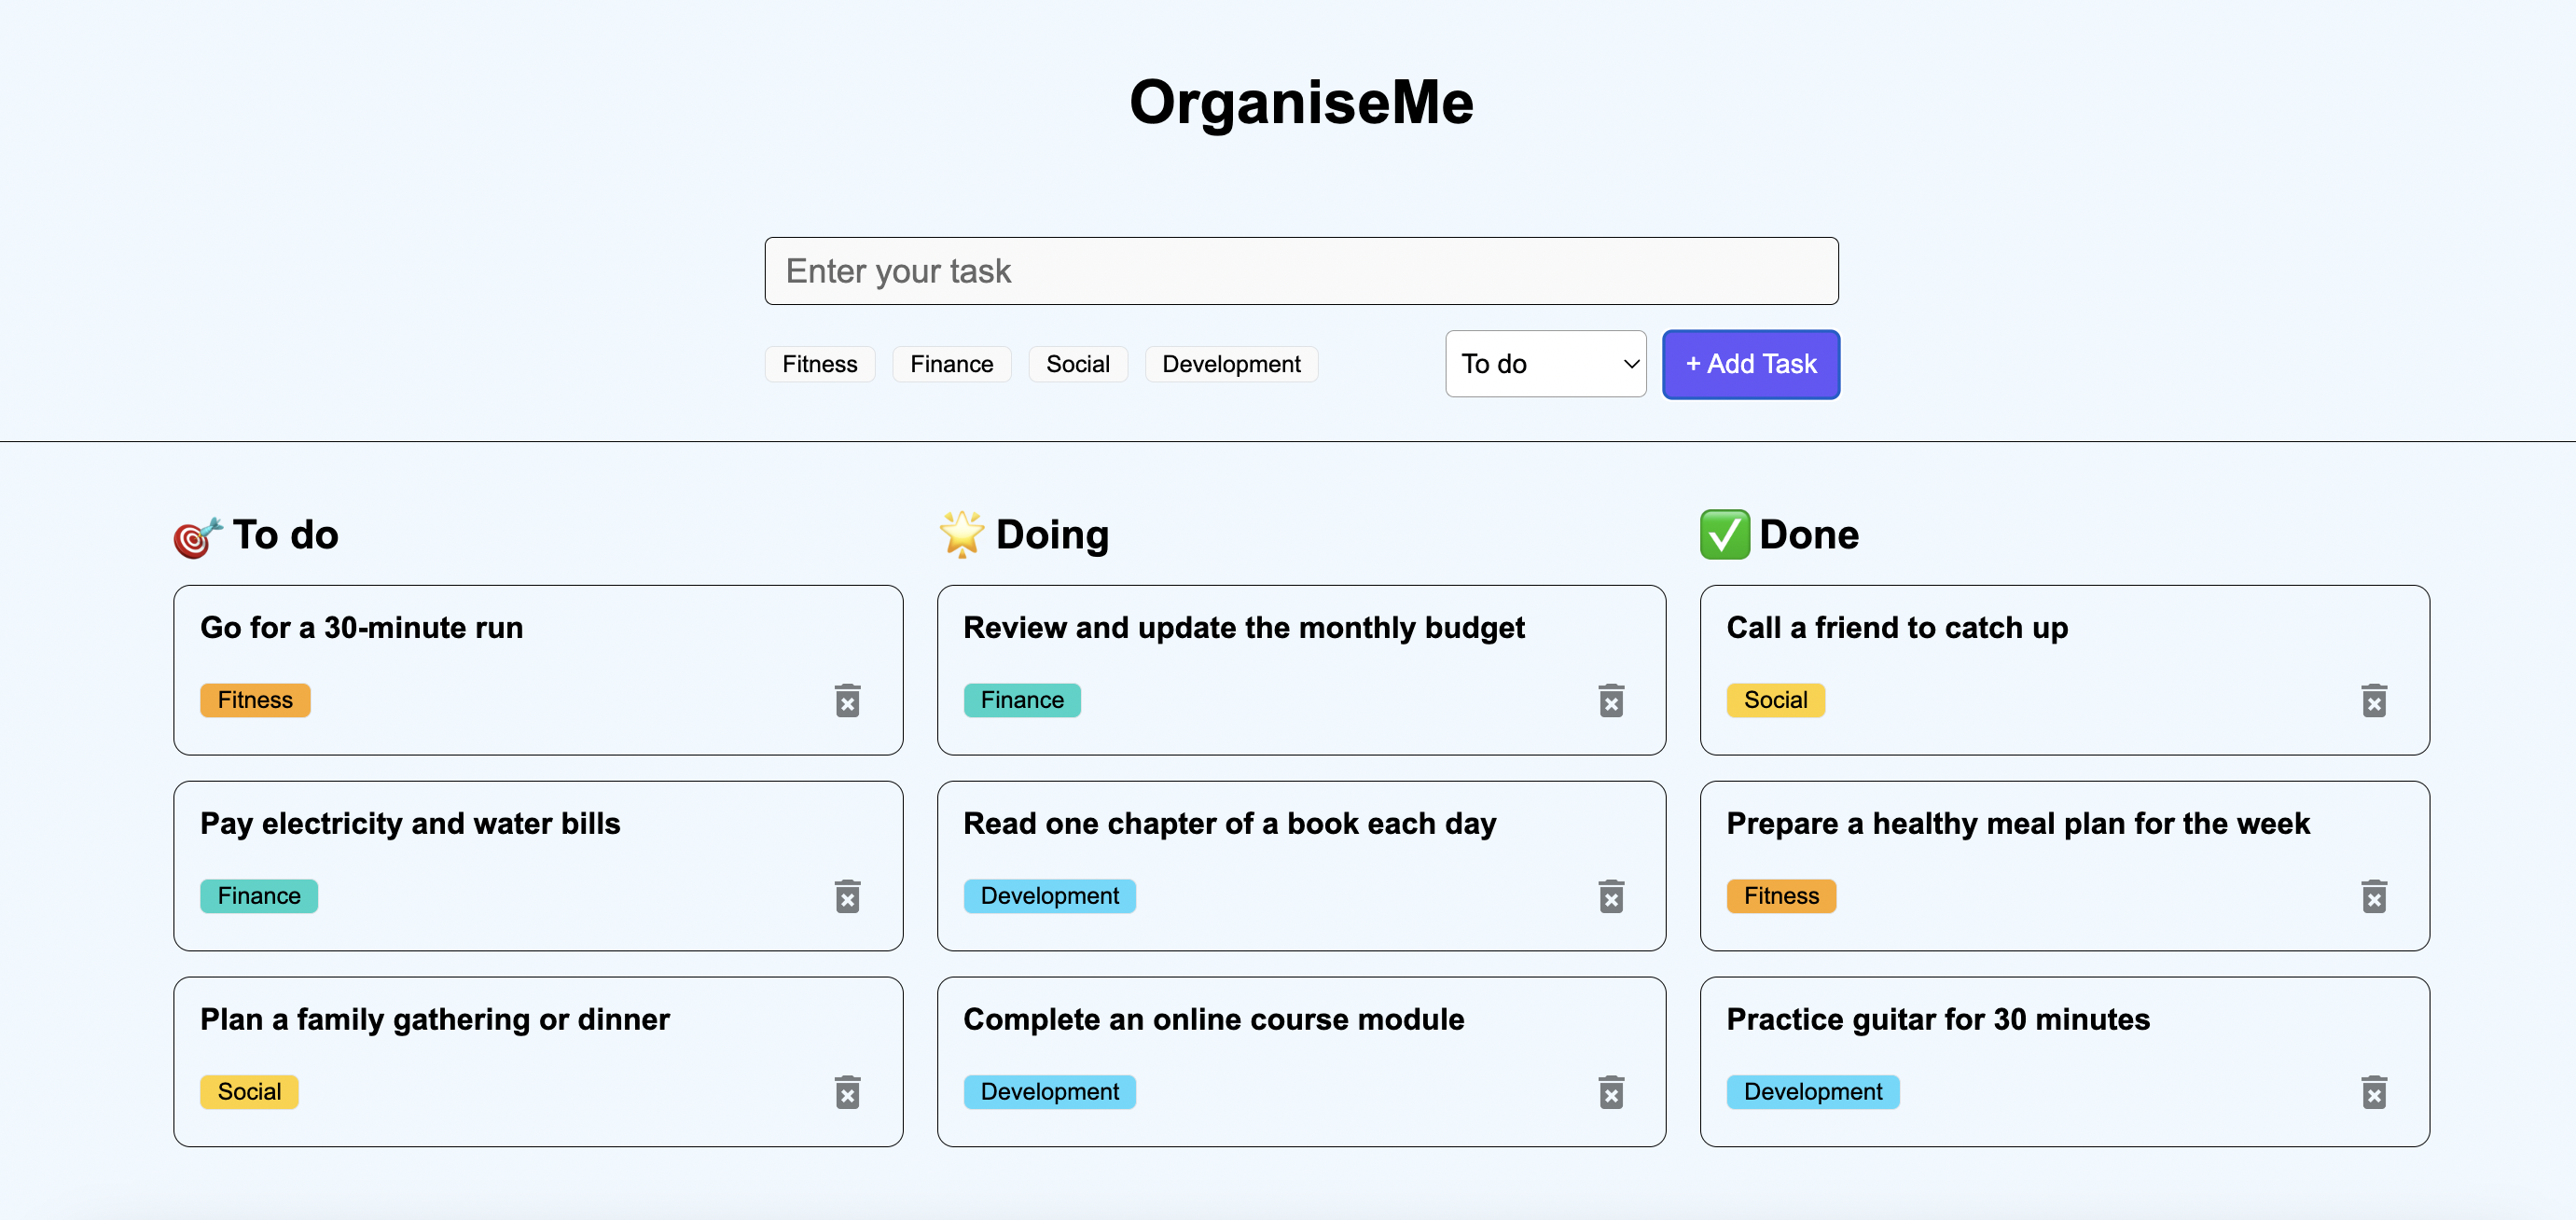 OrganiseMe
Enter your task
Fitness Finance Social Development To do + Add Task
To do
Go for a 30-minute run
Fitness
Pay electricity and water bills
Finance
Plan a family gathering or dinner
Social
Doing
Review and update the monthly budget
Finance
Read one chapter of a book each day
Development
Complete an online course module
Development
Done
Call a friend to catch up
Social
Prepare a healthy meal plan for the week
Fitness
Practice guitar for 30 minutes
Development